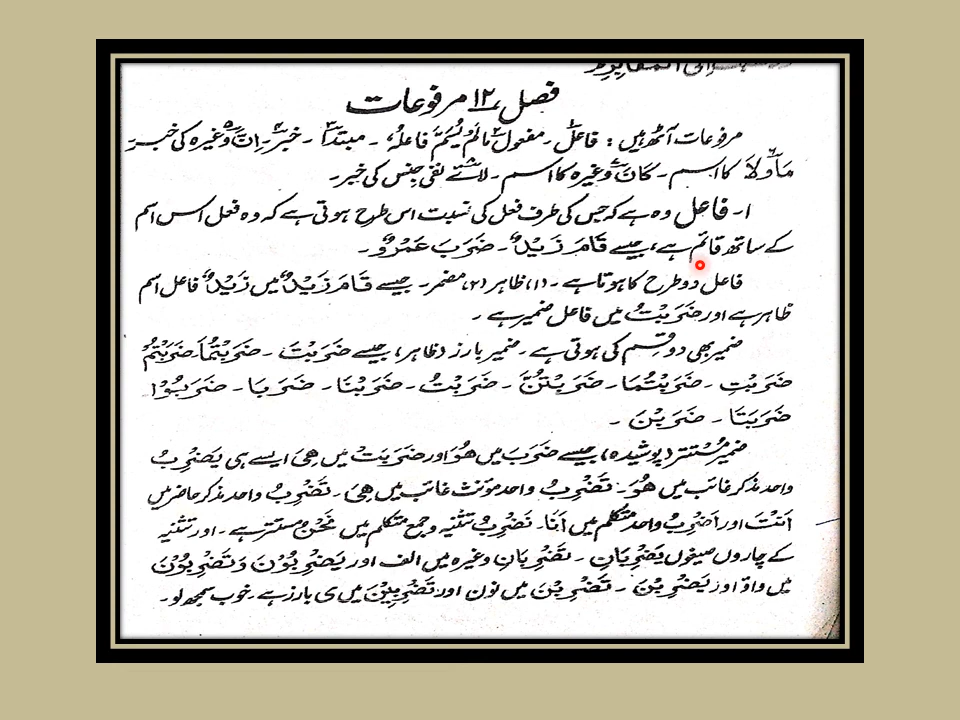 فصل ۱۲، مرفوعات
مرفوعات آٹھ ہیں: فاعل۔ مفعول مَالَمْ یُسَمَّ فَاعِلُہٗ۔ مبتدا۔ خبر۔ اِنَّ وغیرہ کی خبر
مَا وَلَا کا اسم۔ کَانَ وغیرہ کا اسم۔ لائے نفی جنس کی خبر۔
۱۔ فاعل وہ ہے کہ جس کی طرف فعل کی نسبت اس طرح ہوتی ہے کہ وہ فعل اس اسم
کے ساتھ قائم ہے، جیسے قَامَ زَیْدٌ۔ ضَرَبَ عَمْرٌو۔
فاعل دو طرح کا ہوتا ہے۔ (۱) ظاہر (۲) مضمر۔ جیسے قَامَ زَیْدٌ میں زَیْدٌ فاعل اسم
ظاہر ہے اور ضَرَبْتُ میں فاعل ضمیر ہے۔
ضمیر بھی دو قسم کی ہوتی ہے۔ ضمیر بارز (ظاہر) جیسے ضَرَبْتَ۔ ضَرَبْتُمَا۔ ضَرَبْتُمْ
ضَرَبْتِ۔ ضَرَبْتُمَا۔ ضَرَبْتُنَّ۔ ضَرَبْتُ۔ ضَرَبْنَا۔ ضَرَبَا۔ ضَرَبُوْا
ضَرَبَتَا۔ ضَرَبْنَ۔
ضمیر مُسْتَتر (پوشیدہ) جیسے ضَرَبَ میں ھُوَ اور ضَرَبَتْ میں ھِیَ ایسے ہی یَضْرِبُ
واحد مذکر غائب میں ھُوَ۔ تَضْرِبُ واحد مؤنث غائب میں ھِیَ۔ تَضْرِبُ واحد مذکر حاضر میں
اَنْتَ اور اَضْرِبُ واحد متکلم میں اَنَا۔ نَضْرِبُ تثنیہ و جمع متکلم میں نَحْنُ مستتر ہے۔ اور تثنیہ
کے چاروں صیغوں یَضْرِبَانِ۔ تَضْرِبَانِ وغیرہ میں الف اور یَضْرِبُوْنَ وَتَضْرِبُوْنَ
میں واؤ اور یَضْرِبْنَ۔ تَضْرِبْنَ میں نون اور تَضْرِبِیْنَ میں ی بارز ہے۔ خوب سمجھ لو۔